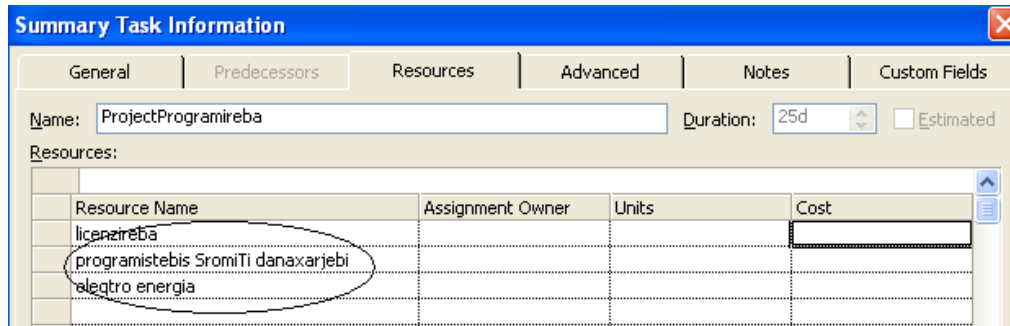 Summary Task Information
General Predecessors Resources Advanced Notes Custom Fields
Name: ProjectProgramireba Duration: 25d Estimated
Resources:
Resource Name Assignment Owner Units Cost
licenzireba
programistebis SromiTi danaxarjebi
eleqtro energia